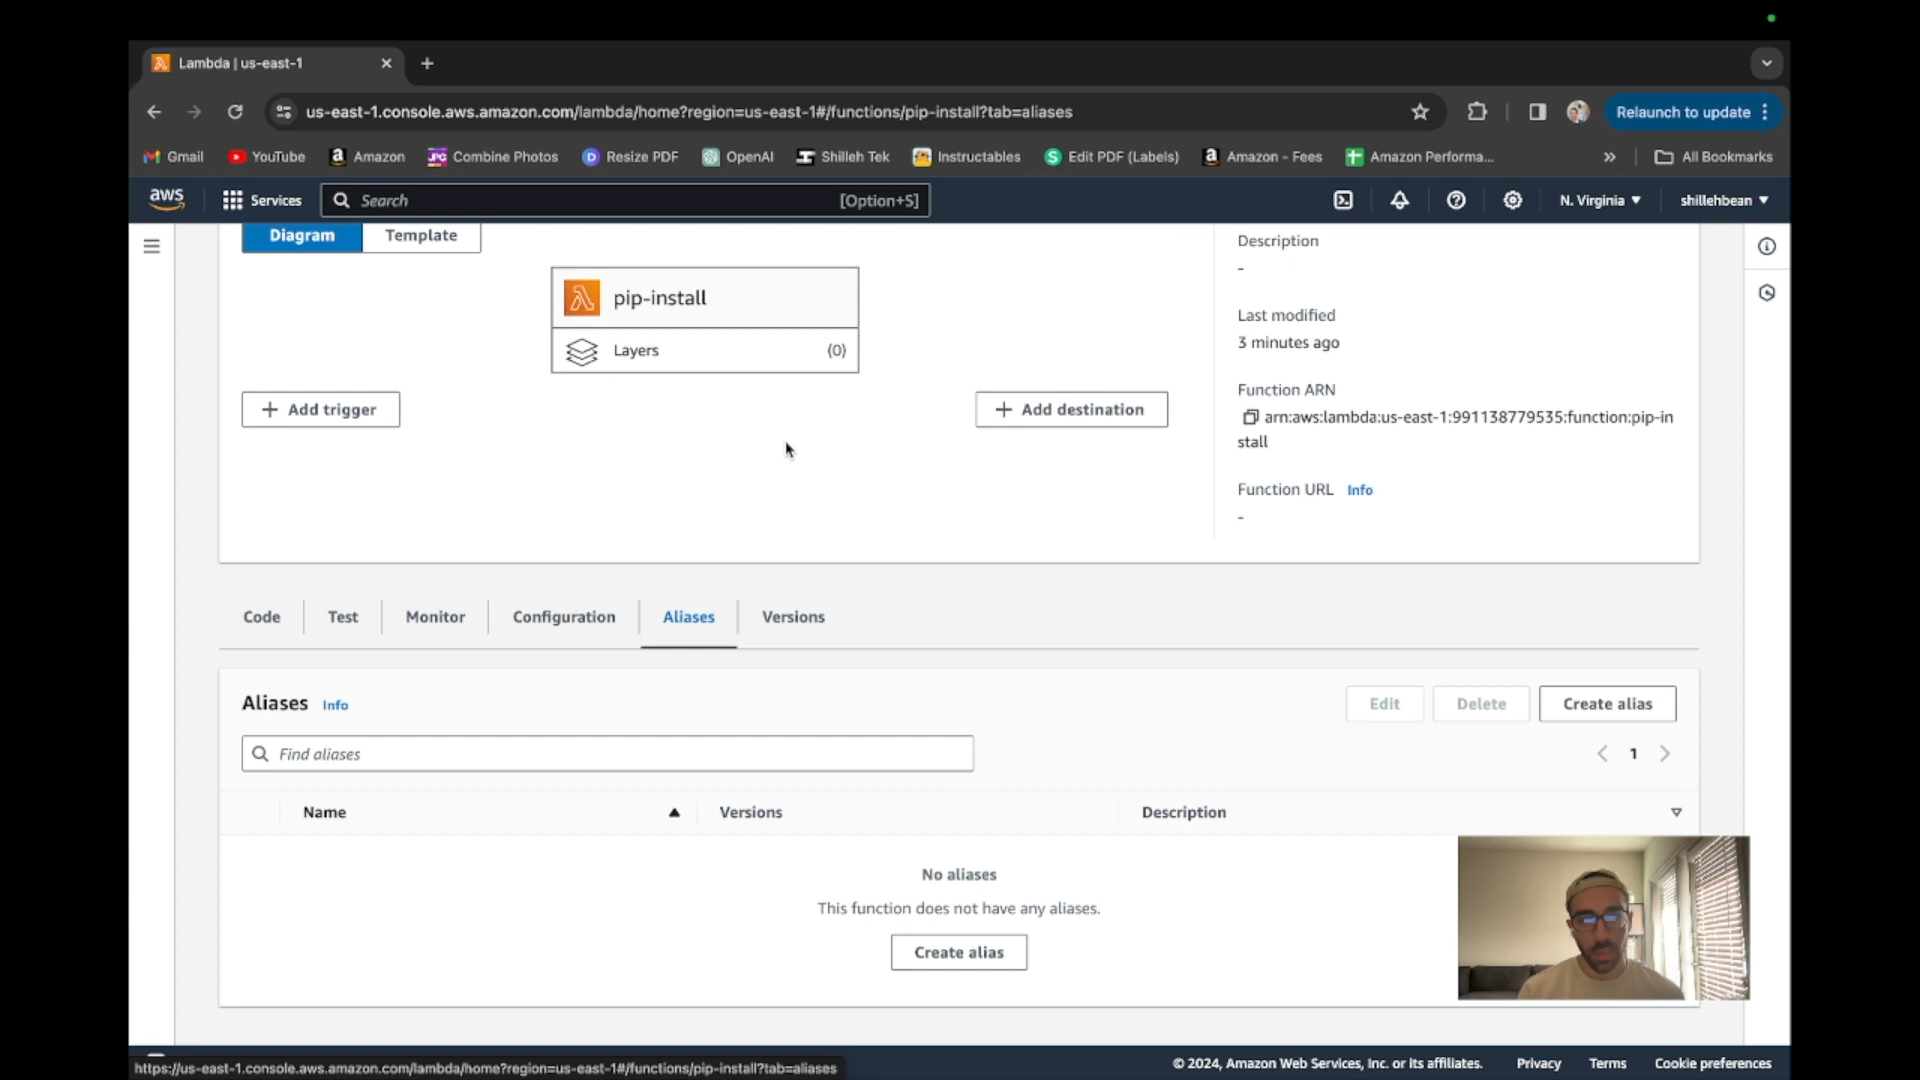 Lambda | us-east-1
us-east-1.console.aws.amazon.com/lambda/home?region=us-east-1#/functions/pip-install?tab=aliases
Relaunch to update
Gmail
YouTube
Amazon
JPG
Combine Photos
Resize PDF
OpenAI
Shilleh Tek
Instructables
Edit PDF (Labels)
Amazon - Fees
Amazon Performa...
All Bookmarks
aws
Services
Search
[Option+S]
N. Virginia
shillehbean
Diagram
Template
Description
-
pip-install
Layers
(0)
Last modified
3 minutes ago
Add trigger
Add destination
Function ARN
arn:aws:lambda:us-east-1:991138779535:function:pip-in
stall
Function URL Info
-
Code
Test
Monitor
Configuration
Aliases
Versions
Aliases Info
Edit
Delete
Create alias
Find aliases
1
Name
Versions
Description
No aliases
This function does not have any aliases.
Create alias
https://us-east-1.console.aws.amazon.com/lambda/home?region=us-east-1#/functions/pip-install?tab=aliases
© 2024, Amazon Web Services, Inc. or its affiliates.
Privacy
Terms
Cookie preferences